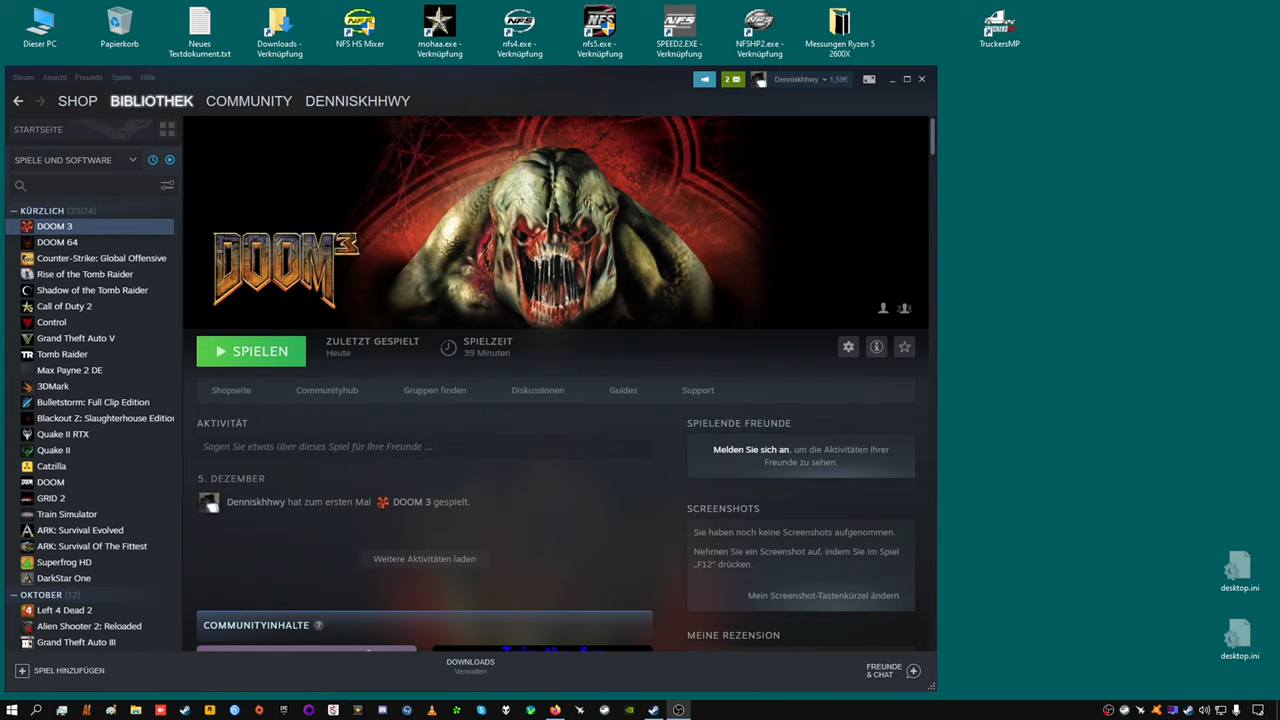 Dieser PC
Papierkorb
Neues
Textdokument.txt
Downloads -
Verknüpfung
NFS HS Mixer
mohaa.exe -
Verknüpfung
nfs4.exe -
Verknüpfung
nfs5.exe -
Verknüpfung
SPEED2.EXE -
Verknüpfung
NFSHP2.exe -
Verknüpfung
Messungen Ryzen 5
2600X
TruckersMP
Steam Ansicht Freunde Spiele Hilfe
2
Denniskhhwy 1,59€
SHOP BIBLIOTHEK COMMUNITY DENNISKHHWY
STARTSEITE
SPIELE UND SOFTWARE
KÜRZLICH (23/24)
DOOM 3
DOOM 64
Counter-Strike: Global Offensive
Rise of the Tomb Raider
Shadow of the Tomb Raider
Call of Duty 2
Control
Grand Theft Auto V
Tomb Raider
Max Payne 2 DE
3DMark
Bulletstorm: Full Clip Edition
Blackout Z: Slaughterhouse Edition
Quake II RTX
Quake II
Catzilla
DOOM
GRID 2
Train Simulator
ARK: Survival Evolved
ARK: Survival Of The Fittest
Superfrog HD
DarkStar One
OKTOBER (12)
Left 4 Dead 2
Alien Shooter 2: Reloaded
Grand Theft Auto III
SPIEL HINZUFÜGEN
DOOM 3
SPIELEN
ZULETZT GESPIELT
Heute
SPIELZEIT
39 Minuten
Shopseite Communityhub Gruppen finden Diskussionen Guides Support
AKTIVITÄT
Sagen Sie etwas über dieses Spiel für Ihre Freunde ...
5. DEZEMBER
Denniskhhwy hat zum ersten Mal DOOM 3 gespielt.
Weitere Aktivitäten laden
COMMUNITYINHALTE ?
SPIELENDE FREUNDE
Melden Sie sich an, um die Aktivitäten Ihrer
Freunde zu sehen.
SCREENSHOTS
Sie haben noch keine Screenshots aufgenommen.
Nehmen Sie ein Screenshot auf, indem Sie im Spiel
„F12" drücken.
Mein Screenshot-Tastenkürzel ändern
MEINE REZENSION
DOWNLOADS
Verwalten
FREUNDE
& CHAT
desktop.ini
desktop.ini